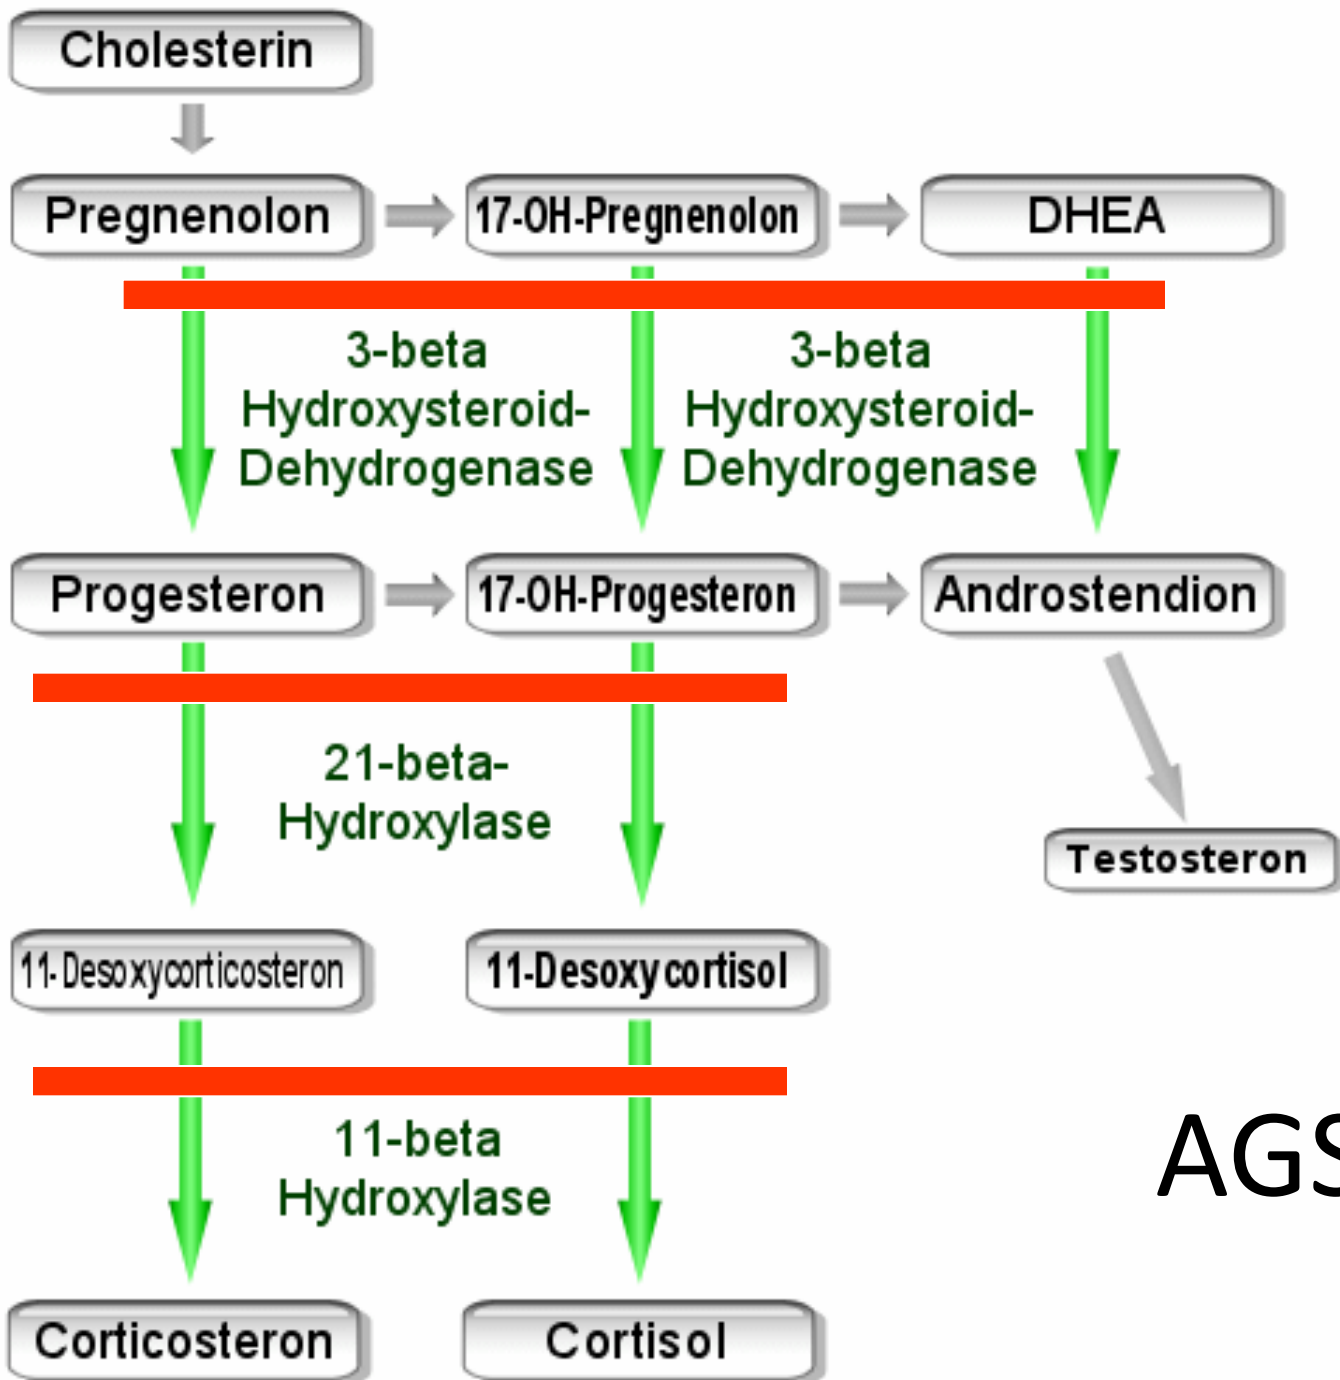 Cholesterin
Pregnenolon
17-OH-Pregnenolon
DHEA
3-beta
Hydroxysteroid-
Dehydrogenase
3-beta
Hydroxysteroid-
Dehydrogenase
Progesteron
17-OH-Progesteron
Androstendion
21-beta-
Hydroxylase
Testosteron
11-Desoxycorticosteron
11-Desoxycortisol
11-beta
Hydroxylase
AGS
Corticosteron
Cortisol